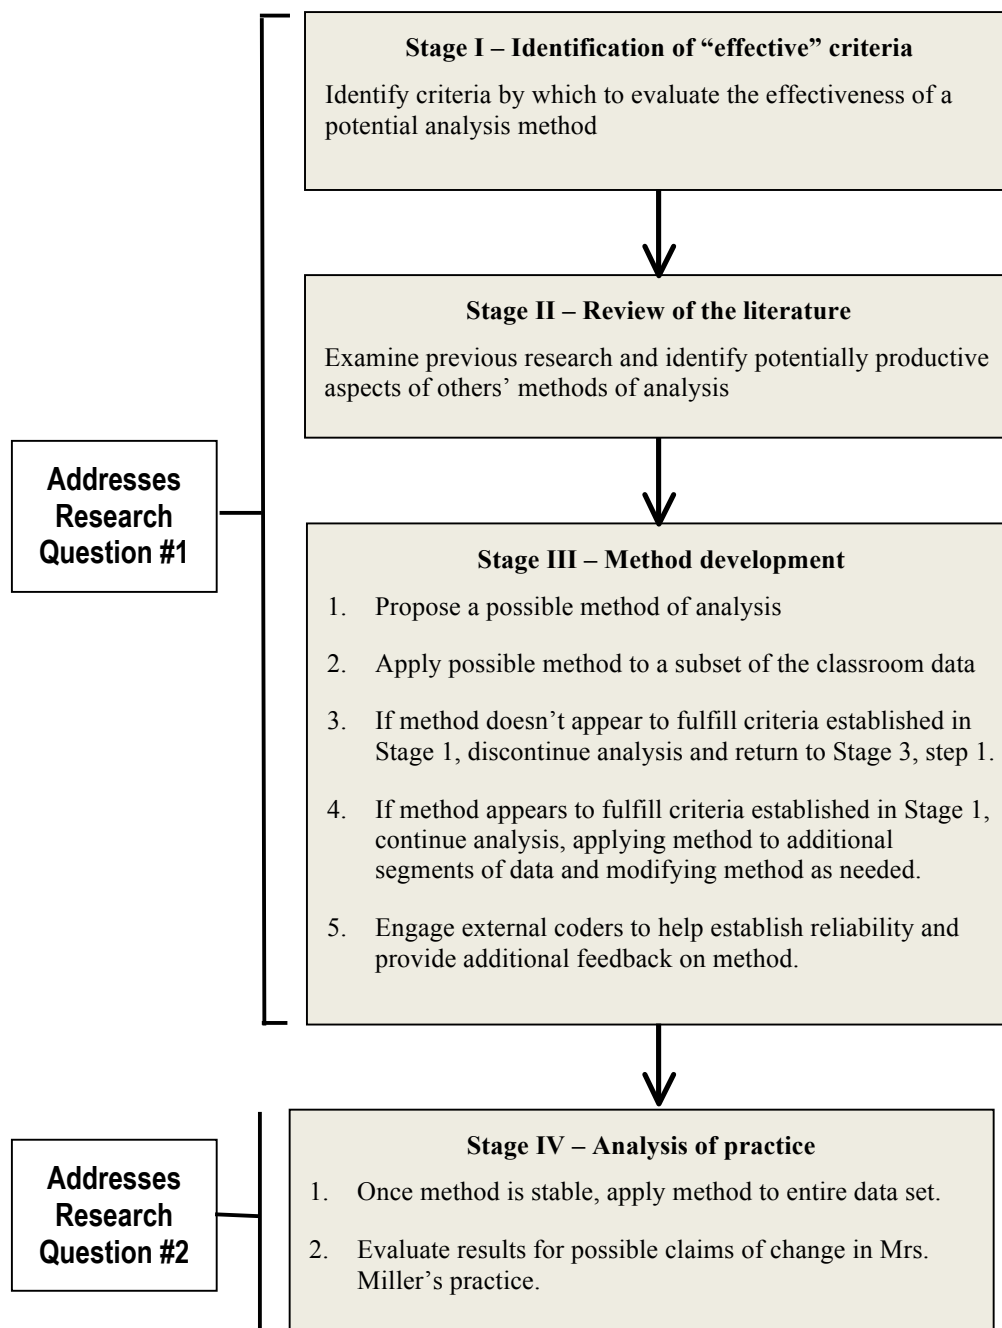 Stage I – Identification of “effective” criteria
Identify criteria by which to evaluate the effectiveness of a
potential analysis method
Stage II – Review of the literature
Examine previous research and identify potentially productive
aspects of others’ methods of analysis
Addresses
Research
Question #1
Stage III – Method development
1. Propose a possible method of analysis
2. Apply possible method to a subset of the classroom data
3. If method doesn’t appear to fulfill criteria established in
Stage 1, discontinue analysis and return to Stage 3, step 1.
4. If method appears to fulfill criteria established in Stage 1,
continue analysis, applying method to additional
segments of data and modifying method as needed.
5. Engage external coders to help establish reliability and
provide additional feedback on method.
Addresses
Research
Question #2
Stage IV – Analysis of practice
1. Once method is stable, apply method to entire data set.
2. Evaluate results for possible claims of change in Mrs.
Miller’s practice.